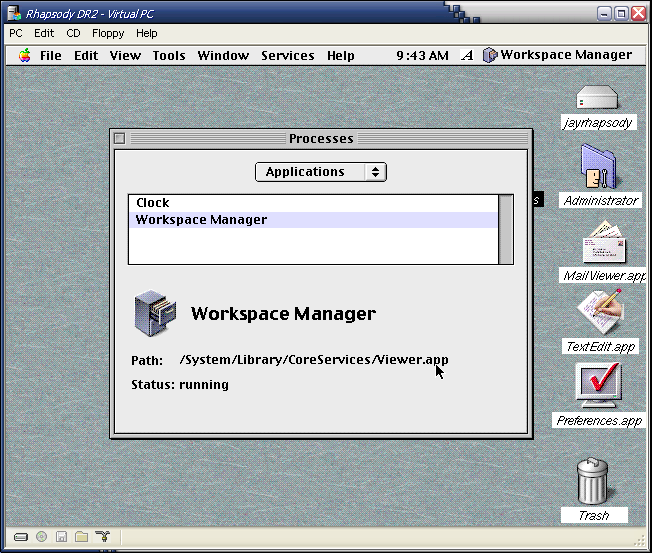 Rhapsody DR2 - Virtual PC
PC Edit CD Floppy Help
File Edit View Tools Window Services Help 9:43 AM A Workspace Manager
jayrhapsody
Processes
Applications
Administrator
s
Clock
Workspace Manager
MailViewer.app
Workspace Manager
TextEdit.app
Path: /System/Library/CoreServices/Viewer.app
Status: running
Preferences.app
Trash